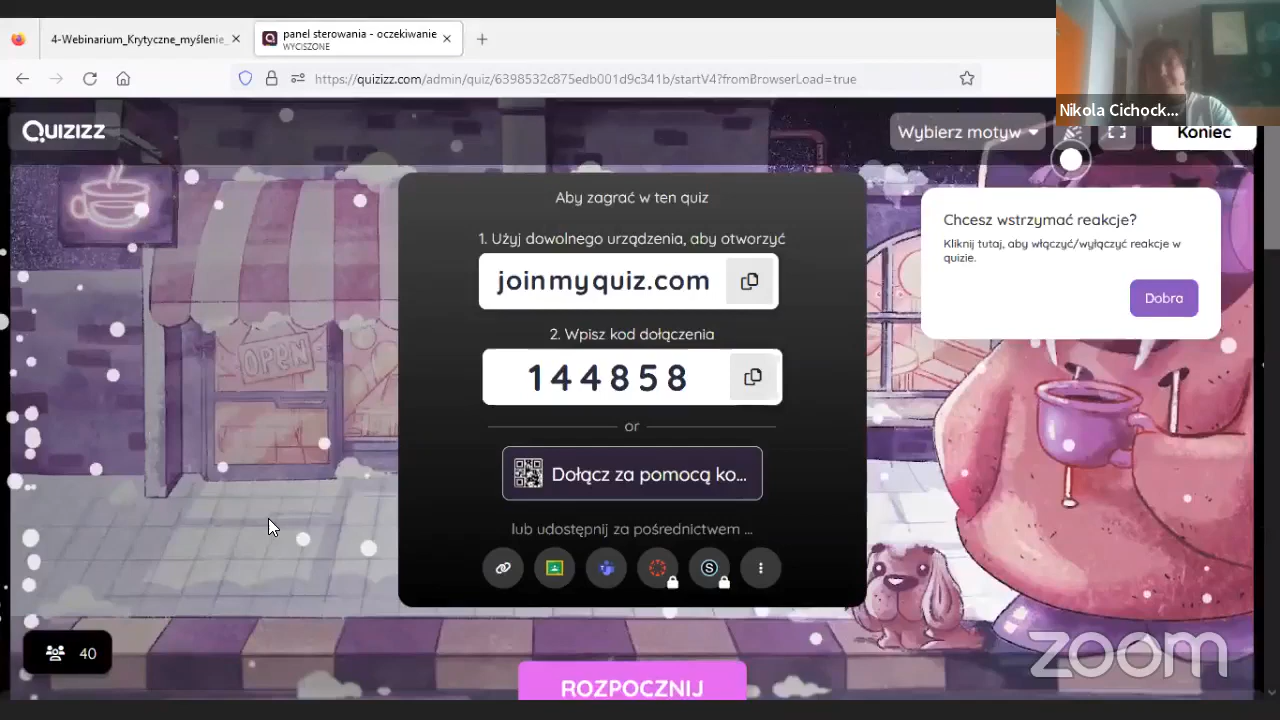 4-Webinarium_Krytyczne_myślenie_
panel sterowania - oczekiwanie
WYCISZONE
https://quizizz.com/admin/quiz/6398532c875edb001d9c341b/startV4?fromBrowserLoad=true
Nikola Cichock...
Quizizz
Wybierz motyw
Koniec
Aby zagrać w ten quiz
1. Użyj dowolnego urządzenia, aby otworzyć
joinmyquiz.com
2. Wpisz kod dołączenia
144858
or
Dołącz za pomocą ko...
lub udostępnij za pośrednictwem ...
Chcesz wstrzymać reakcje?
Kliknij tutaj, aby włączyć/wyłączyć reakcje w
quizie.
Dobra
OPEN
40
ROZPOCZNIJ
zoom